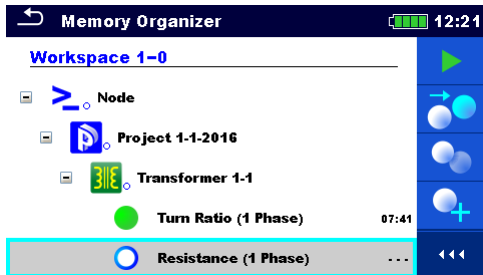 Memory Organizer 12:21
Workspace 1-0
Node
Project 1-1-2016
Transformer 1-1
Turn Ratio (1 Phase) 07:41
Resistance (1 Phase) ---